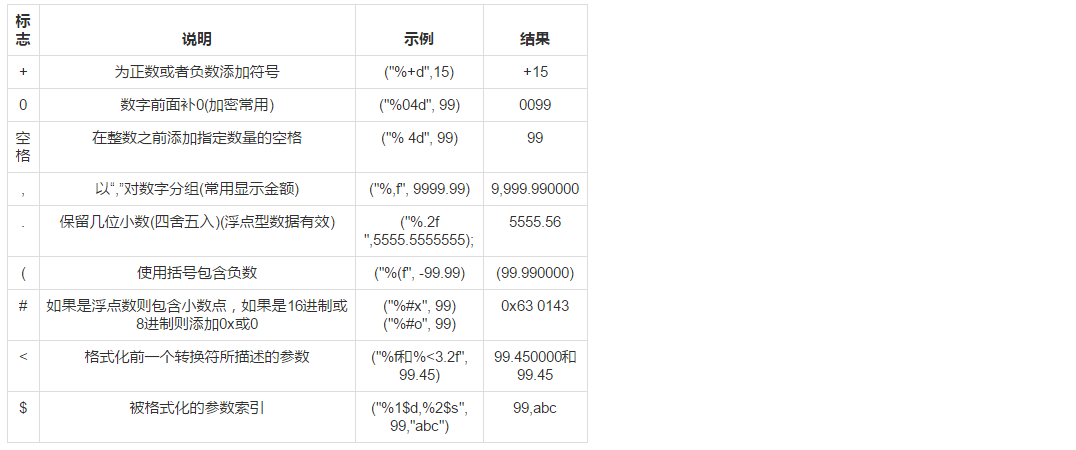 标
志
说明
示例
结果
+
为正数或者负数添加符号
("%+d",15)
+15
0
数字前面补0(加密常用)
("%04d", 99)
0099
空
格
在整数之前添加指定数量的空格
("% 4d", 99)
99
,
以“,”对数字分组(常用显示金额)
("%,f", 9999.99)
9,999.990000
.
保留几位小数(四舍五入)(浮点型数据有效)
("%.2f
",5555.5555555);
5555.56
(
使用括号包含负数
("%(f", -99.99)
(99.990000)
#
如果是浮点数则包含小数点，如果是16进制或
8进制则添加0x或0
("%#x", 99)
("%#o", 99)
0x63 0143
<
格式化前一个转换符所描述的参数
("%f和%<3.2f",
99.45)
99.450000和
99.45
$
被格式化的参数索引
("%1$d,%2$s",
99,"abc")
99,abc